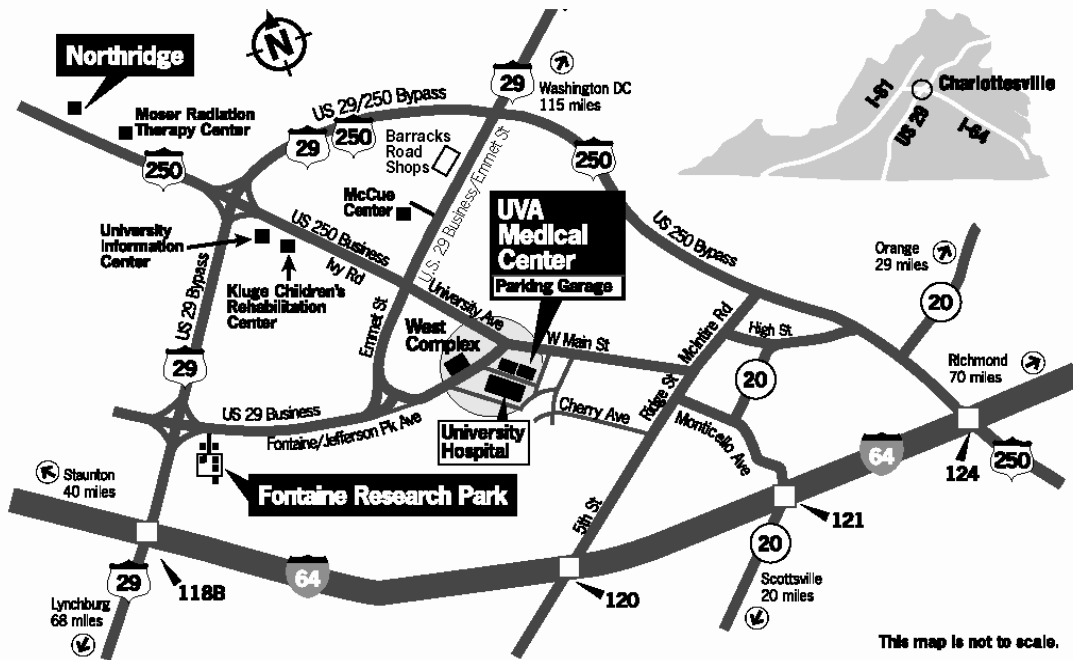 Northridge
N
Moser Radiation
Therapy Center
250
University
Information
Center
Kluge Children's
Rehabilitation
Center
US 29/250 Bypass
29
250
Barracks
Road
Shops
McCue
Center
29
Washington DC
115 miles
U.S. 29 Business/Emmet St
250
US 250 Bypass
I-81
US 29
I-64
Charlottesville
UVA
Medical
Center
Parking Garage
US 250 Business
Ivy Rd
University Ave
Emmet St
US 29 Bypass
29
West
Complex
W Main St
McIntire Rd
High St
20
Orange
29 miles
20
Richmond
70 miles
Cherry Ave
Ridge St
Monticello Ave
University
Hospital
US 29 Business
Fontaine/Jefferson Pk Ave
Fontaine Research Park
Staunton
40 miles
64
124
250
121
20
Scottsville
20 miles
5th St
120
64
118B
29
Lynchburg
68 miles
This map is not to scale.